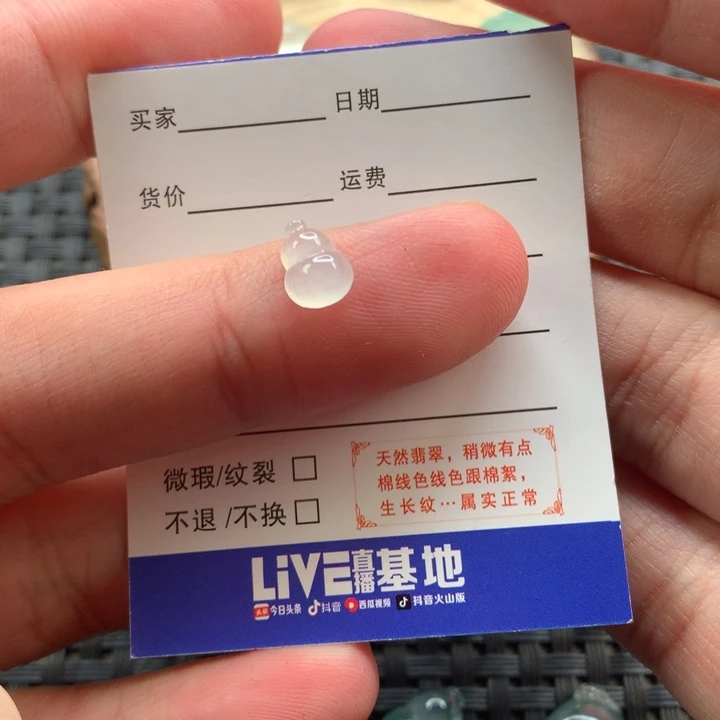 买家 日期
货价 运费
微瑕/纹裂
不退/不换
天然翡翠，稍微有点
棉线色线色跟棉絮，
生长纹…属实正常
LiVE直播基地
头条 今日头条 抖音 西瓜视频 抖音火山版